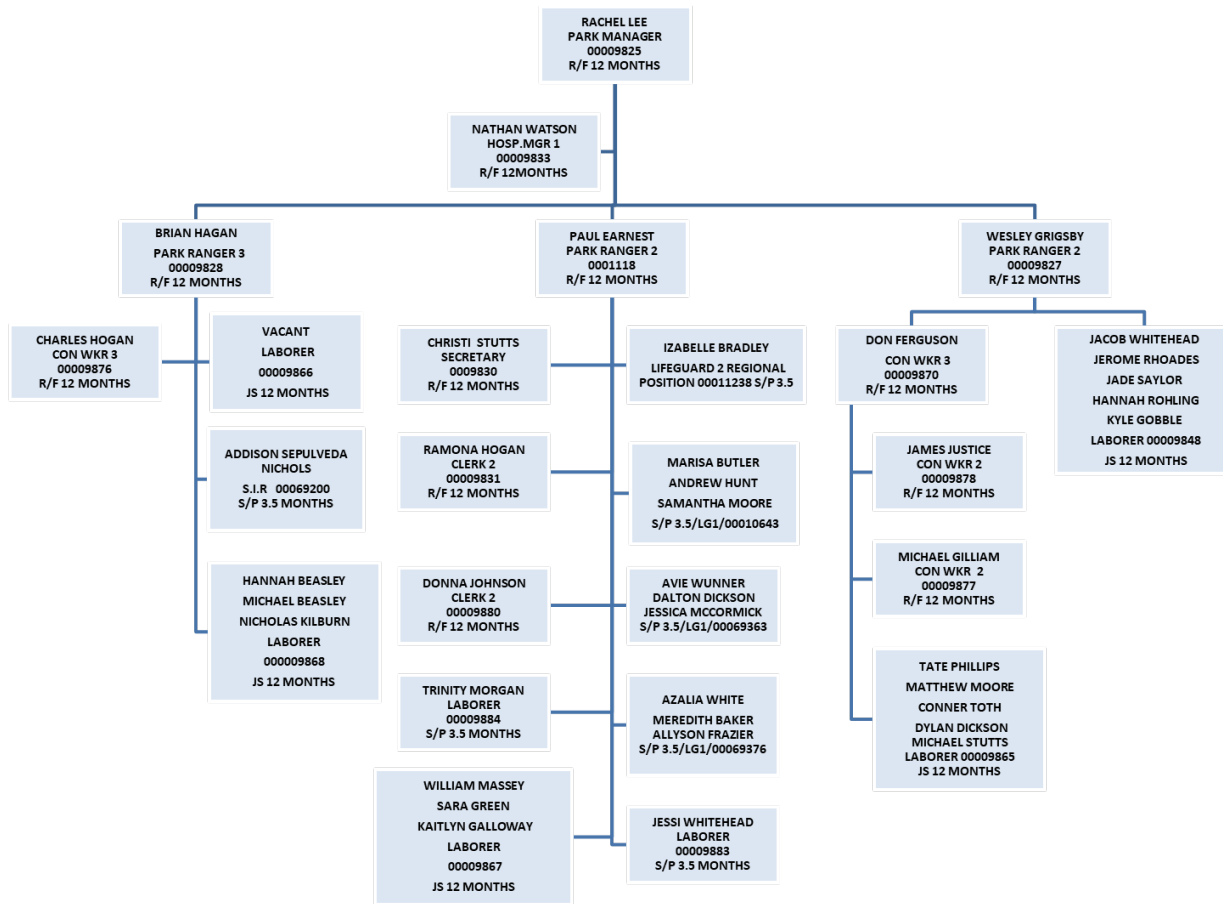 RACHEL LEE
PARK MANAGER
00009825
R/F 12 MONTHS
NATHAN WATSON
HOSP.MGR 1
00009833
R/F 12MONTHS
BRIAN HAGAN
PARK RANGER 3
00009828
R/F 12 MONTHS
PAUL EARNEST
PARK RANGER 2
0001118
R/F 12 MONTHS
WESLEY GRIGSBY
PARK RANGER 2
00009827
R/F 12 MONTHS
CHARLES HOGAN
CON WKR 3
00009876
R/F 12 MONTHS
VACANT
LABORER
00009866
JS 12 MONTHS
ADDISON SEPULVEDA
NICHOLS
S.I.R 00069200
S/P 3.5 MONTHS
HANNAH BEASLEY
MICHAEL BEASLEY
NICHOLAS KILBURN
LABORER
000009868
JS 12 MONTHS
CHRISTI STUTTS
SECRETARY
0009830
R/F 12 MONTHS
IZABELLE BRADLEY
LIFEGUARD 2 REGIONAL
POSITION 00011238 S/P 3.5
RAMONA HOGAN
CLERK 2
00009831
R/F 12 MONTHS
MARISA BUTLER
ANDREW HUNT
SAMANTHA MOORE
S/P 3.5/LG1/00010643
DONNA JOHNSON
CLERK 2
00009880
R/F 12 MONTHS
AVIE WUNNER
DALTON DICKSON
JESSICA MCCORMICK
S/P 3.5/LG1/00069363
TRINITY MORGAN
LABORER
00009884
S/P 3.5 MONTHS
AZALIA WHITE
MEREDITH BAKER
ALLYSON FRAZIER
S/P 3.5/LG1/00069376
WILLIAM MASSEY
SARA GREEN
KAITLYN GALLOWAY
LABORER
00009867
JS 12 MONTHS
JESSI WHITEHEAD
LABORER
00009883
S/P 3.5 MONTHS
DON FERGUSON
CON WKR 3
00009870
R/F 12 MONTHS
JACOB WHITEHEAD
JEROME RHOADES
JADE SAYLOR
HANNAH ROHLING
KYLE GOBBLE
LABORER 00009848
JS 12 MONTHS
JAMES JUSTICE
CON WKR 2
00009878
R/F 12 MONTHS
MICHAEL GILLIAM
CON WKR 2
00009877
R/F 12 MONTHS
TATE PHILLIPS
MATTHEW MOORE
CONNER TOTH
DYLAN DICKSON
MICHAEL STUTTS
LABORER 00009865
JS 12 MONTHS